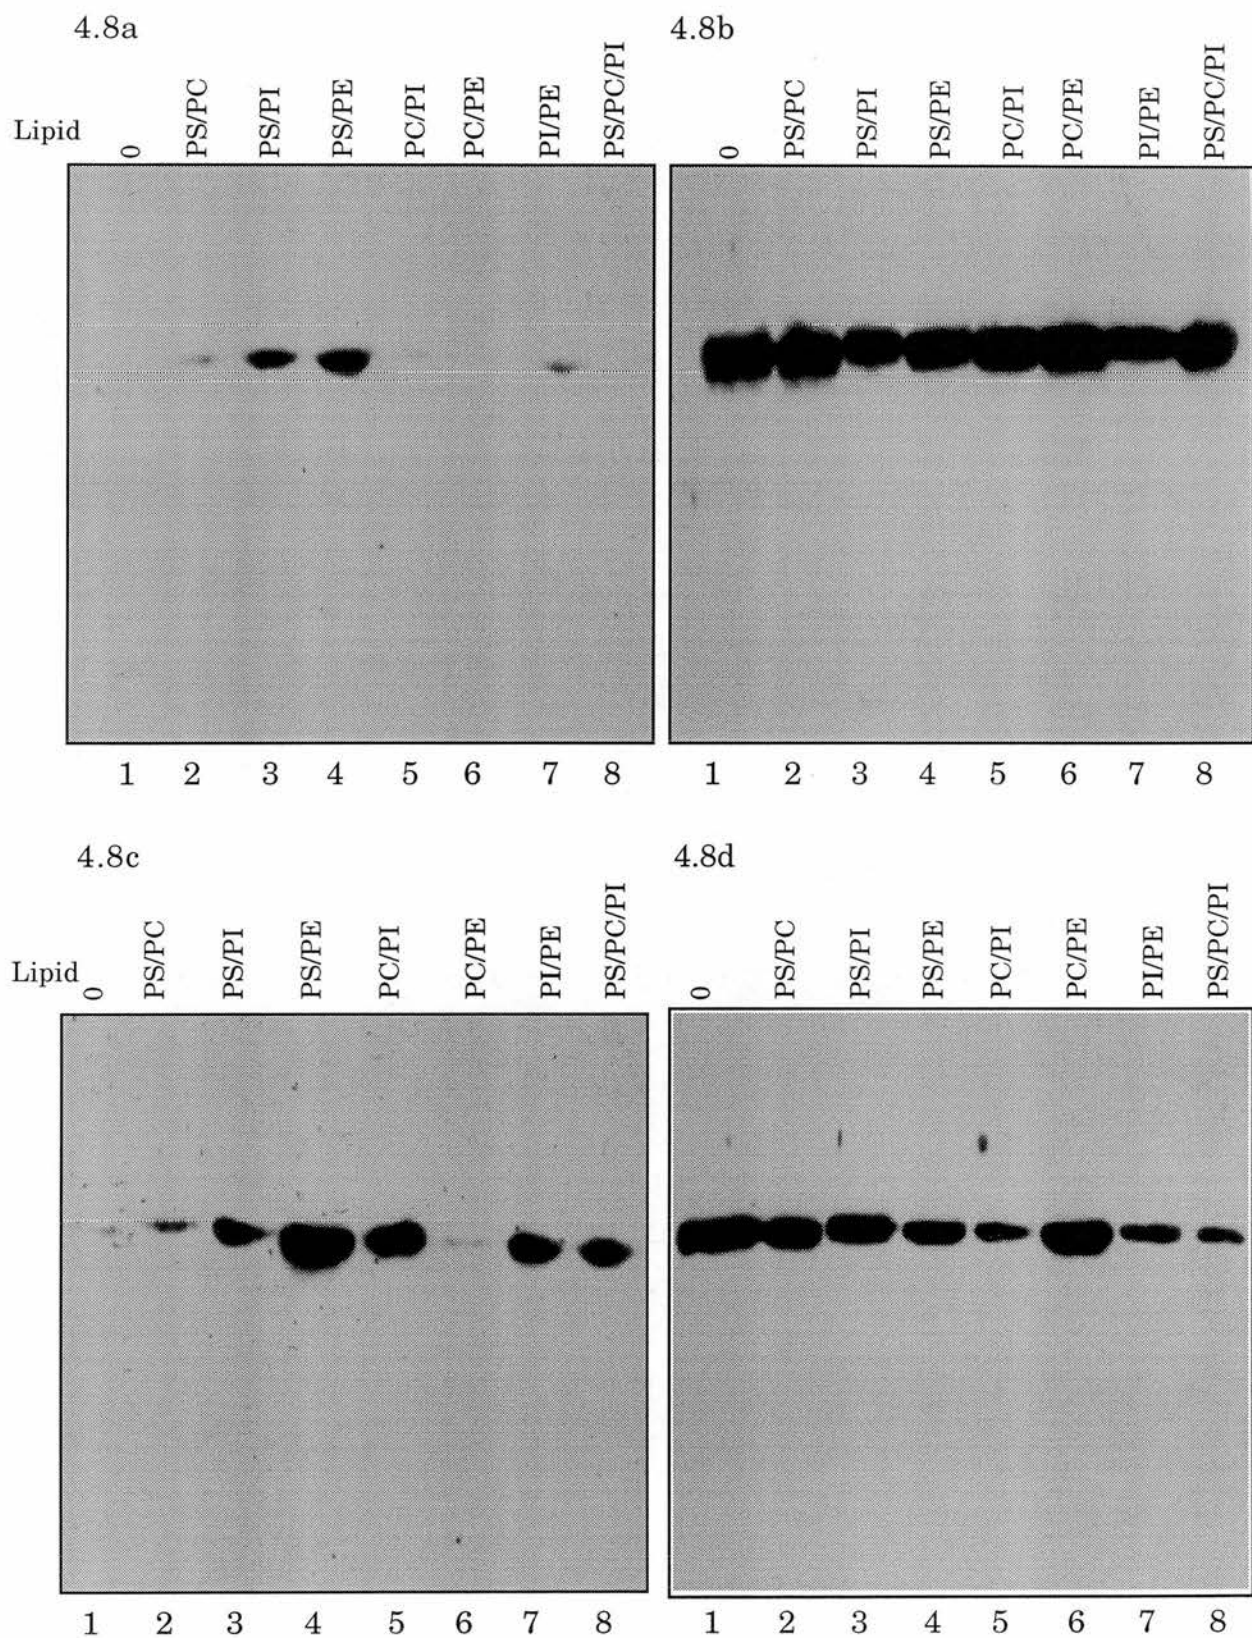 4.8a
Lipid 0 PS/PC PS/PI PS/PE PC/PI PC/PE PI/PE PS/PC/PI
1 2 3 4 5 6 7 8
4.8b
0 PS/PC PS/PI PS/PE PC/PI PC/PE PI/PE PS/PC/PI
1 2 3 4 5 6 7 8
4.8c
Lipid 0 PS/PC PS/PI PS/PE PC/PI PC/PE PI/PE PS/PC/PI
1 2 3 4 5 6 7 8
4.8d
0 PS/PC PS/PI PS/PE PC/PI PC/PE PI/PE PS/PC/PI
1 2 3 4 5 6 7 8